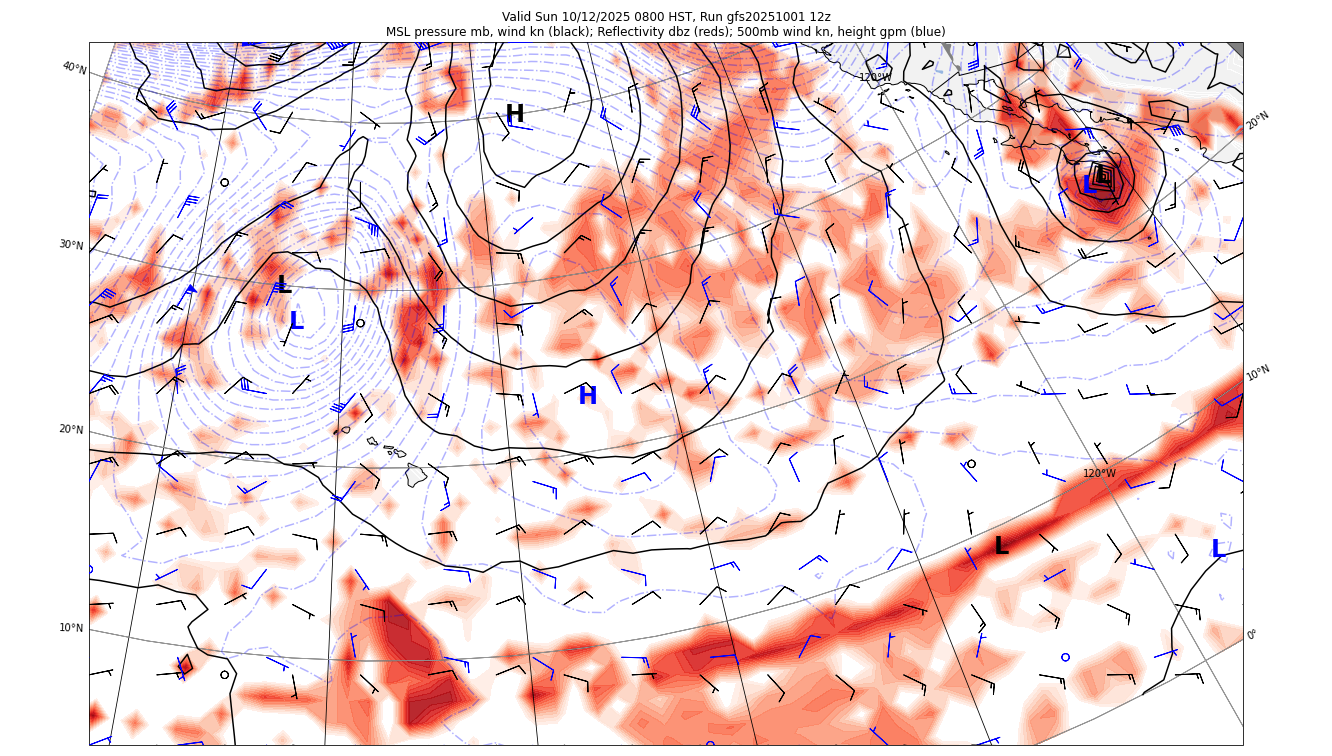 Valid Sun 10/12/2025 0800 HST, Run gfs20251001 12z
MSL pressure mb, wind kn (black); Reflectivity dbz (reds); 500mb wind kn, height gpm (blue)
40°N
120°W
20°N
H
L
L
30°N
L
L
10°N
H
20°N
120°W
L
L
10°N
0°